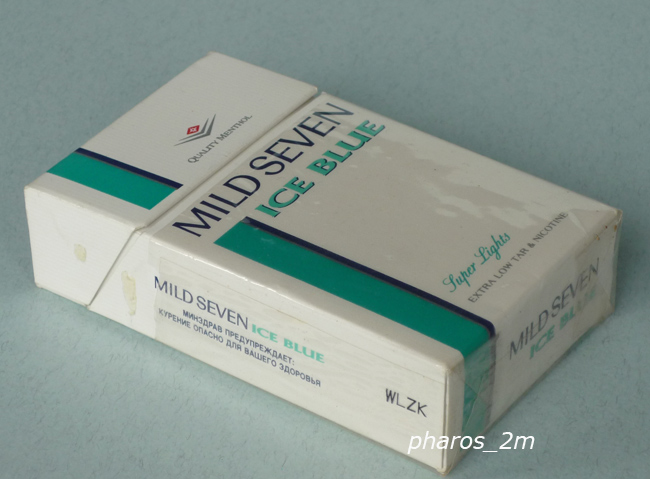 QUALITY MENTHOL
MILD SEVEN
ICE BLUE
Super Lights
EXTRA LOW TAR & NICOTINE
MILD SEVEN ICE BLUE
МИНЗДРАВ ПРЕДУПРЕЖДАЕТ:
КУРЕНИЕ ОПАСНО ДЛЯ ВАШЕГО ЗДОРОВЬЯ
WLZK
MILD SEVEN
ICE BLUE
pharos_2m